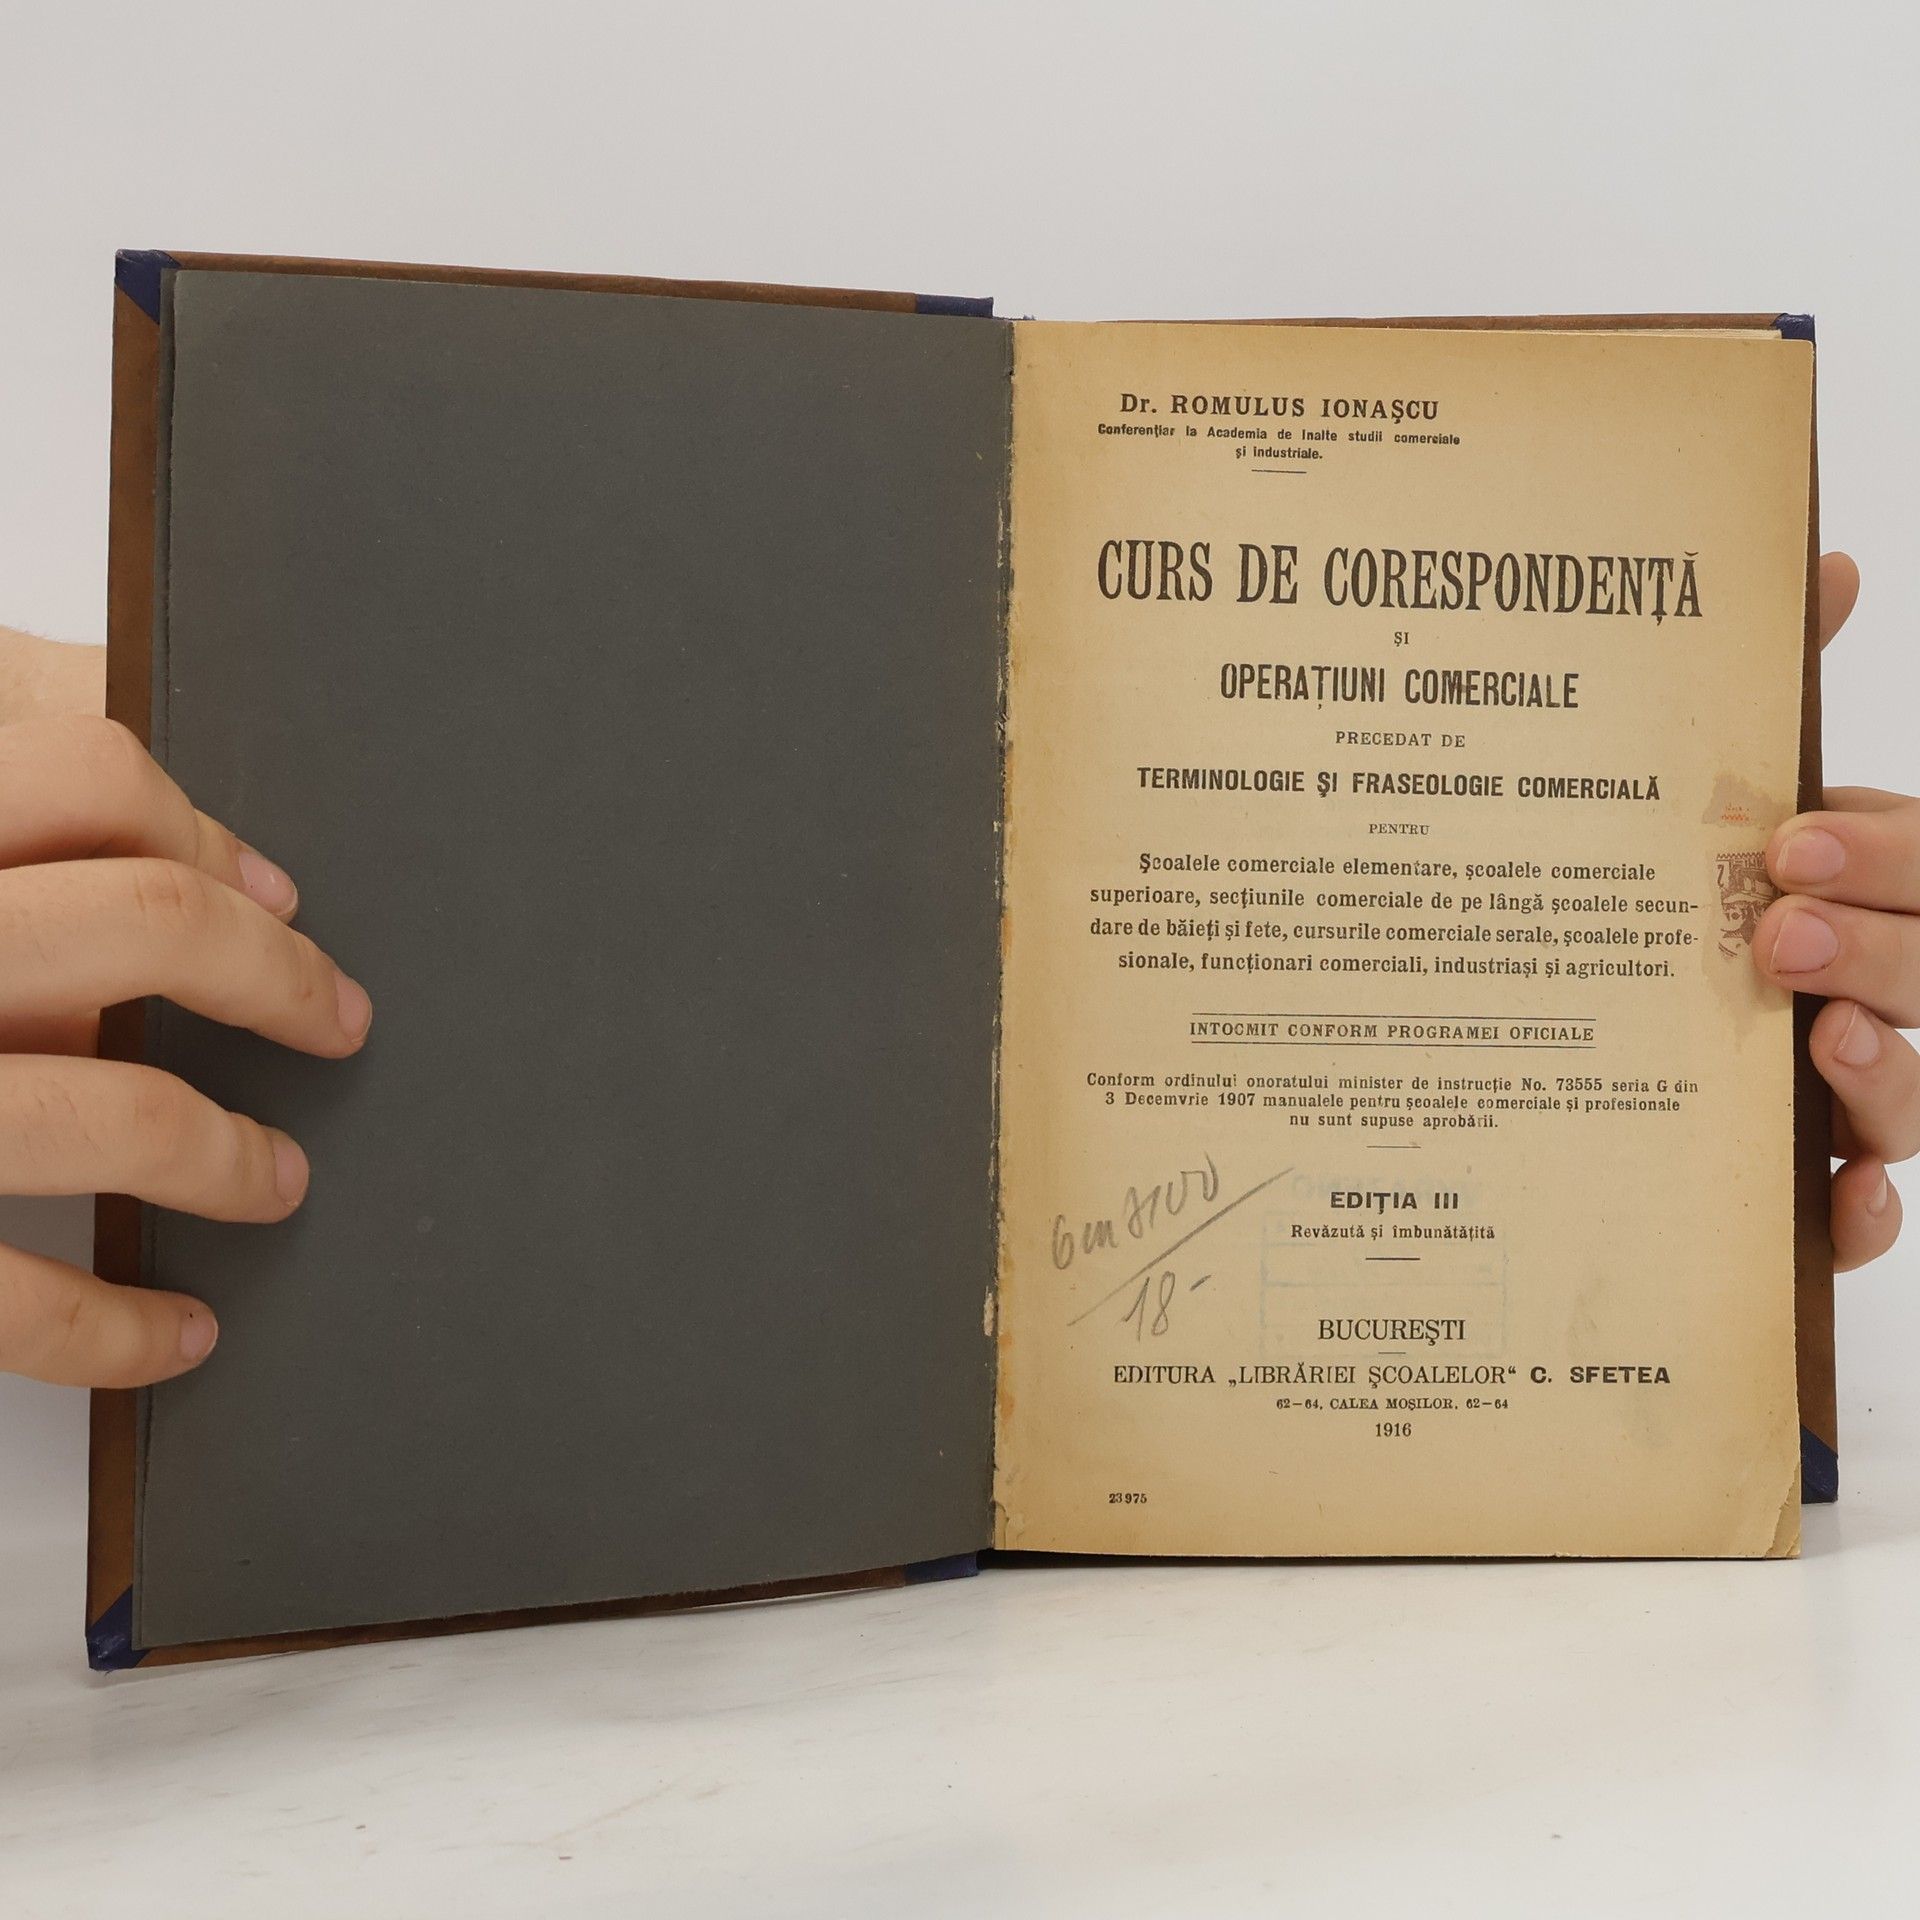 Dr. ROMULUS IONAŞCU
Conferenţiar la Academia de Inalte studii comerciale
şi industriale.
CURS DE CORESPONDENŢĂ
ŞI
OPERAŢIUNI COMERCIALE
PRECEDAT DE
TERMINOLOGIE ŞI FRASEOLOGIE COMERCIALĂ
PENTRU
Şcoalele comerciale elementare, şcoalele comerciale
superioare, secţiunile comerciale de pe lângă şcoalele secun-
dare de băieţi şi fete, cursurile comerciale serale, şcoalele profe-
sionale, funcţionari comerciali, industriaşi şi agricultori.
INTOCMIT CONFORM PROGRAMEI OFICIALE
Conform ordinului onoratului minister de instrucţie No. 73555 seria G din
3 Decemvrie 1907 manualele pentru şcoalele comerciale şi profesionale
nu sunt supuse aprobării.
EDIŢIA III
Revăzută şi îmbunătăţită
18-
BUCUREŞTI
EDITURA „LIBRĂRIEI ŞCOALELOR“ C. SFETEA
62—64, CALEA MOŞILOR, 62—64
1916
23975